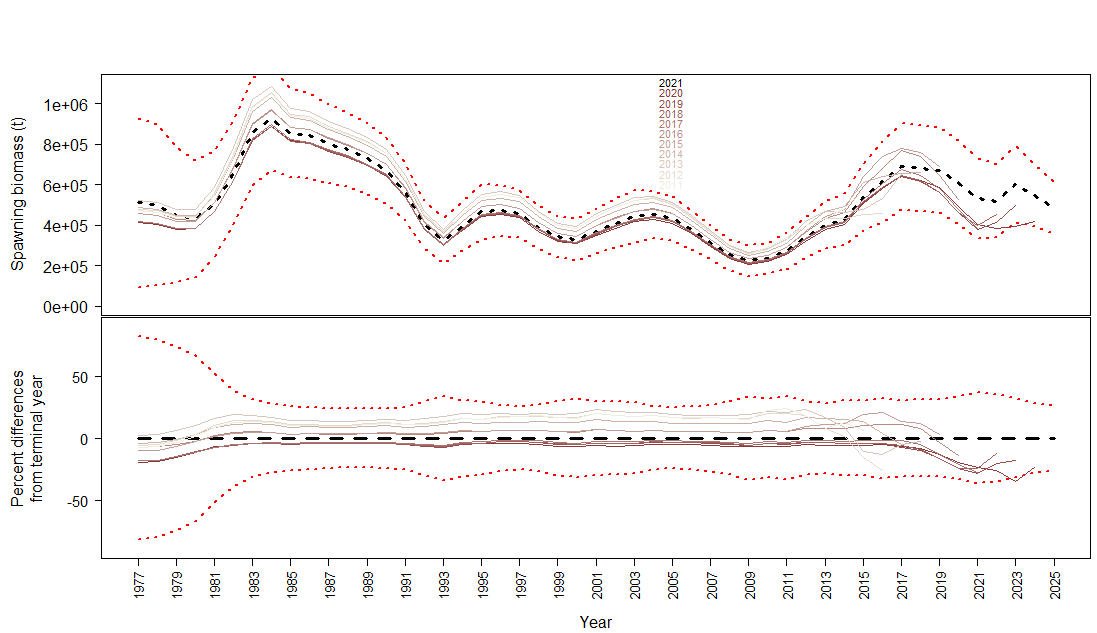 Spawning biomass (t)
1e+06
8e+05
6e+05
4e+05
2e+05
0e+00
2021
2020
2019
2018
2017
2016
2015
2014
2013
2012
2011
Percent differences
from terminal year
50
0
-50
1977 1979 1981 1983 1985 1987 1989 1991 1993 1995 1997 1999 2001 2003 2005 2007 2009 2011 2013 2015 2017 2019 2021 2023 2025
Year